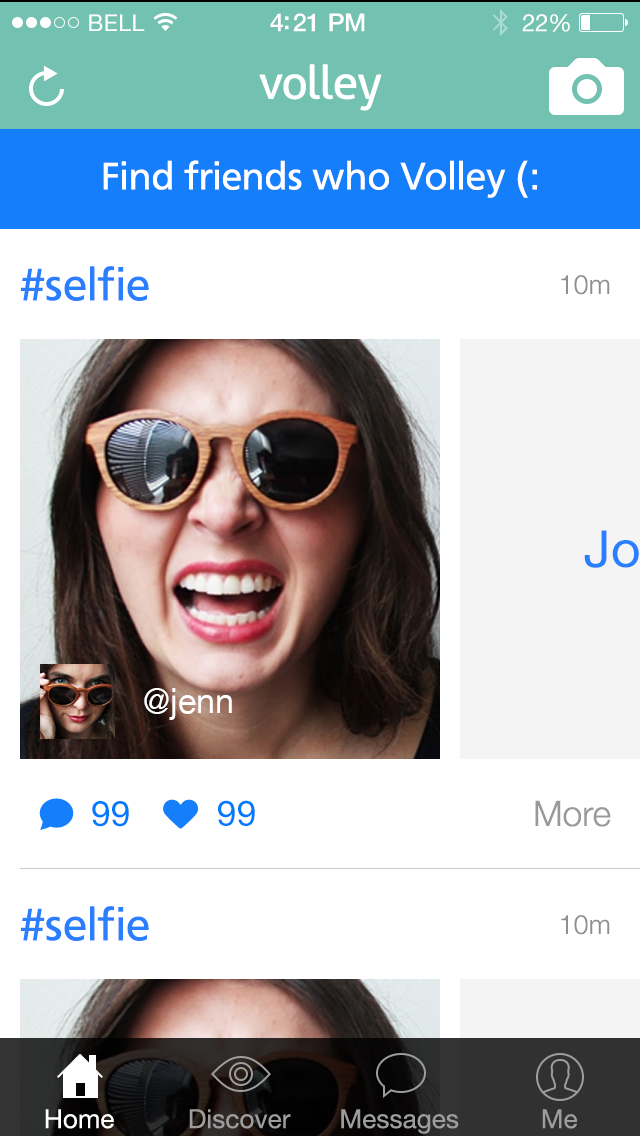 BELL 4:21 PM 22%
volley
Find friends who Volley (:
#selfie 10m
Jo
@jenn
99 99 More
#selfie 10m
Home Discover Messages Me